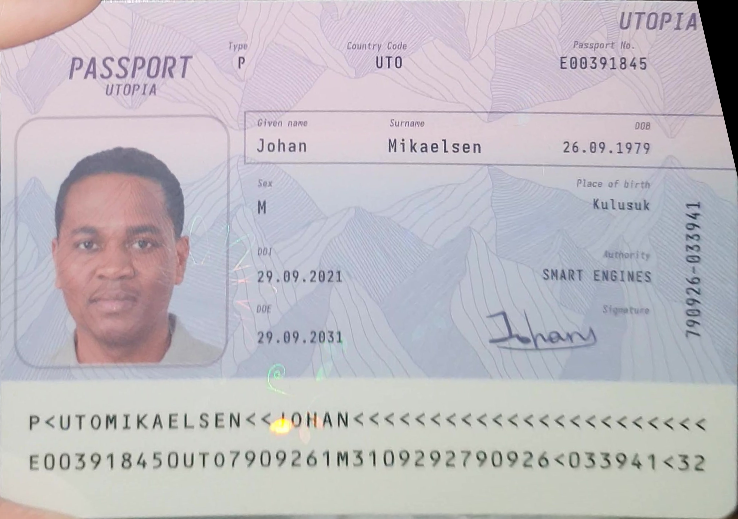 UTOPIA
PASSPORT
UTOPIA
Type
P
Country Code
UTO
Passport No.
E00391845
Given name
Johan
Surname
Mikaelsen
DOB
26.09.1979
Sex
M
Place of birth
Kulusuk
DOI
29.09.2021
Authority
SMART ENGINES
DOE
29.09.2031
Signature
Johans
790926-033941
P<UTOMIKAELSEN<<JOHAN<<<<<<<<<<<<<<<<<<<<<<<
E003918450UTO7909261M3109292790926<033941<32